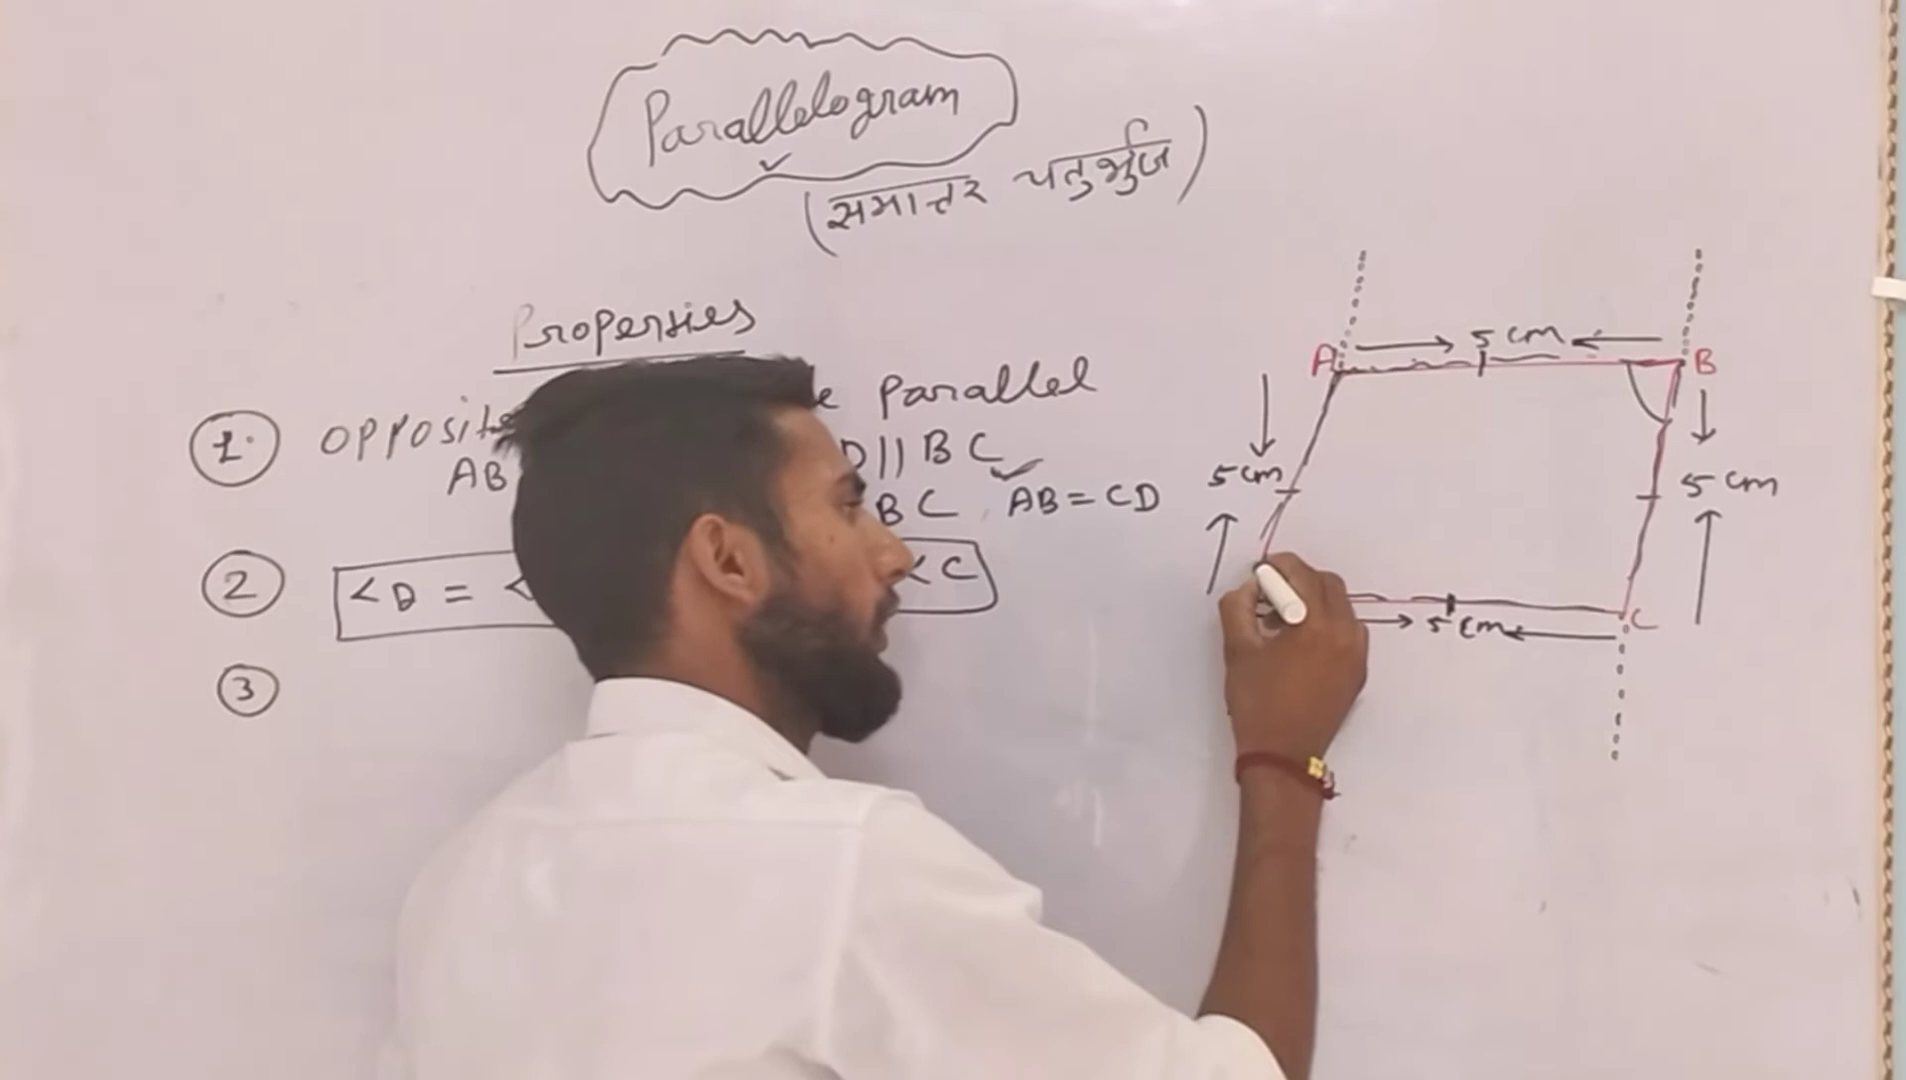 Parallelogram
(समान्तर चतुर्भुज)
Properties
1. opposite parallel
AB D||BC
BC AB=CD
2 <D = < <C
3
A 5 cm B
5 cm 5 cm
5 cm C